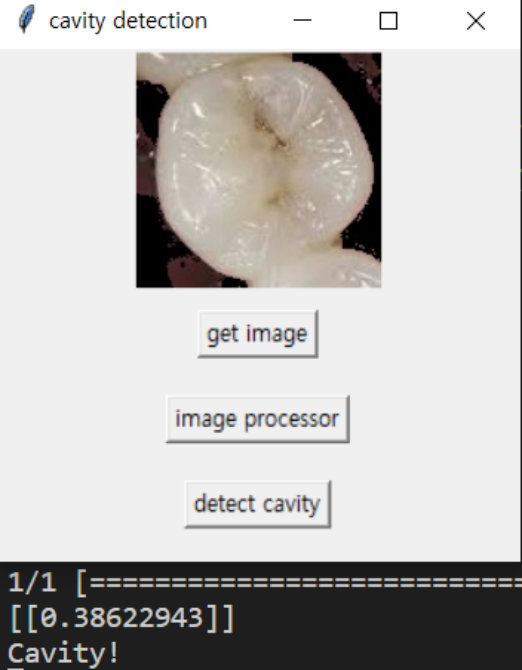 cavity detection
get image
image processor
detect cavity
1/1 [===========================
[[0.38622943]]
Cavity!